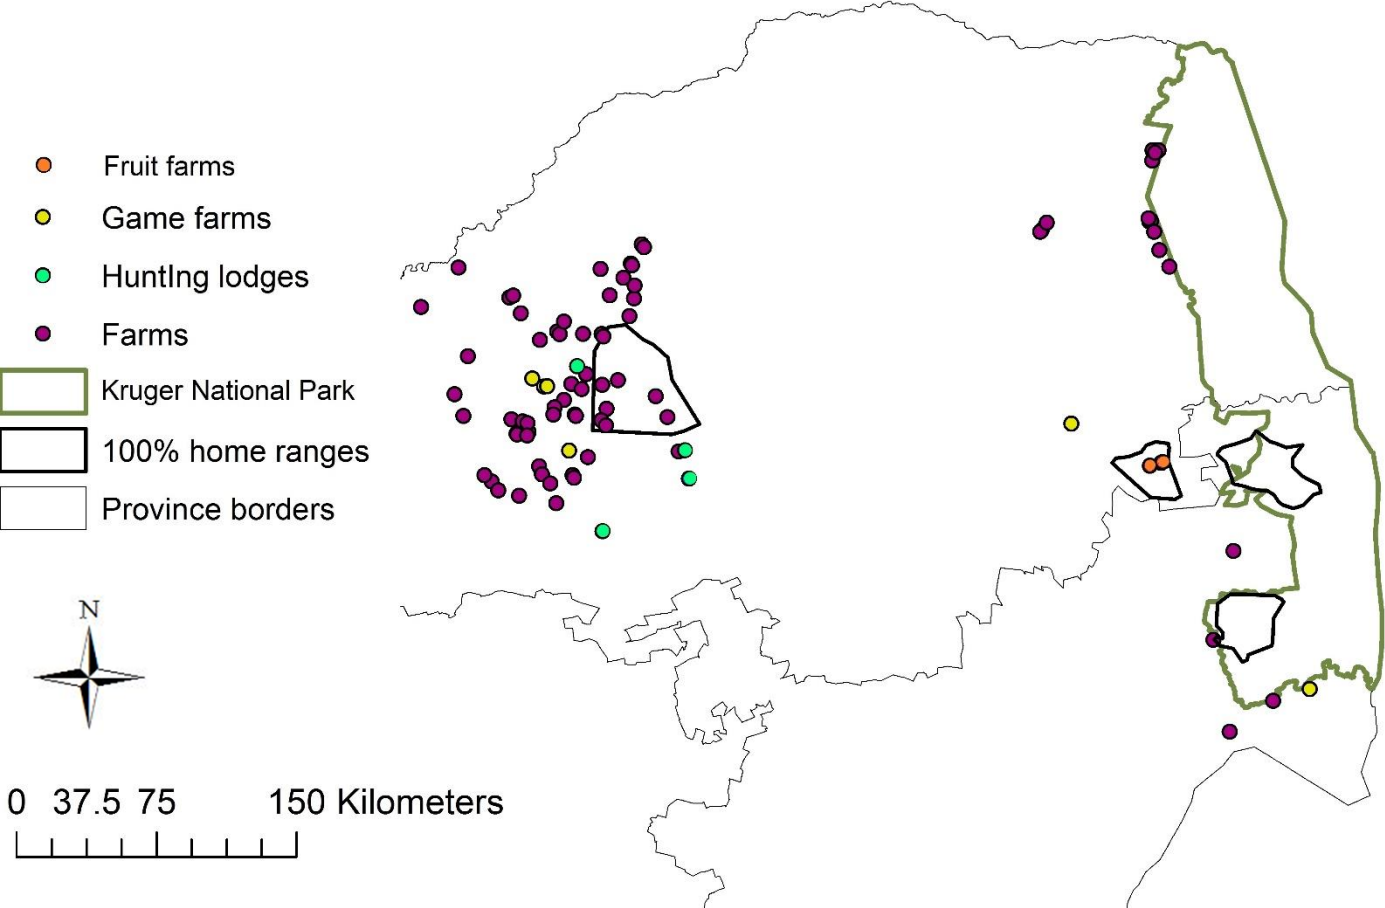 Fruit farms
Game farms
HuntIng lodges
Farms
Kruger National Park
100% home ranges
Province borders
N
0 37.5 75 150 Kilometers